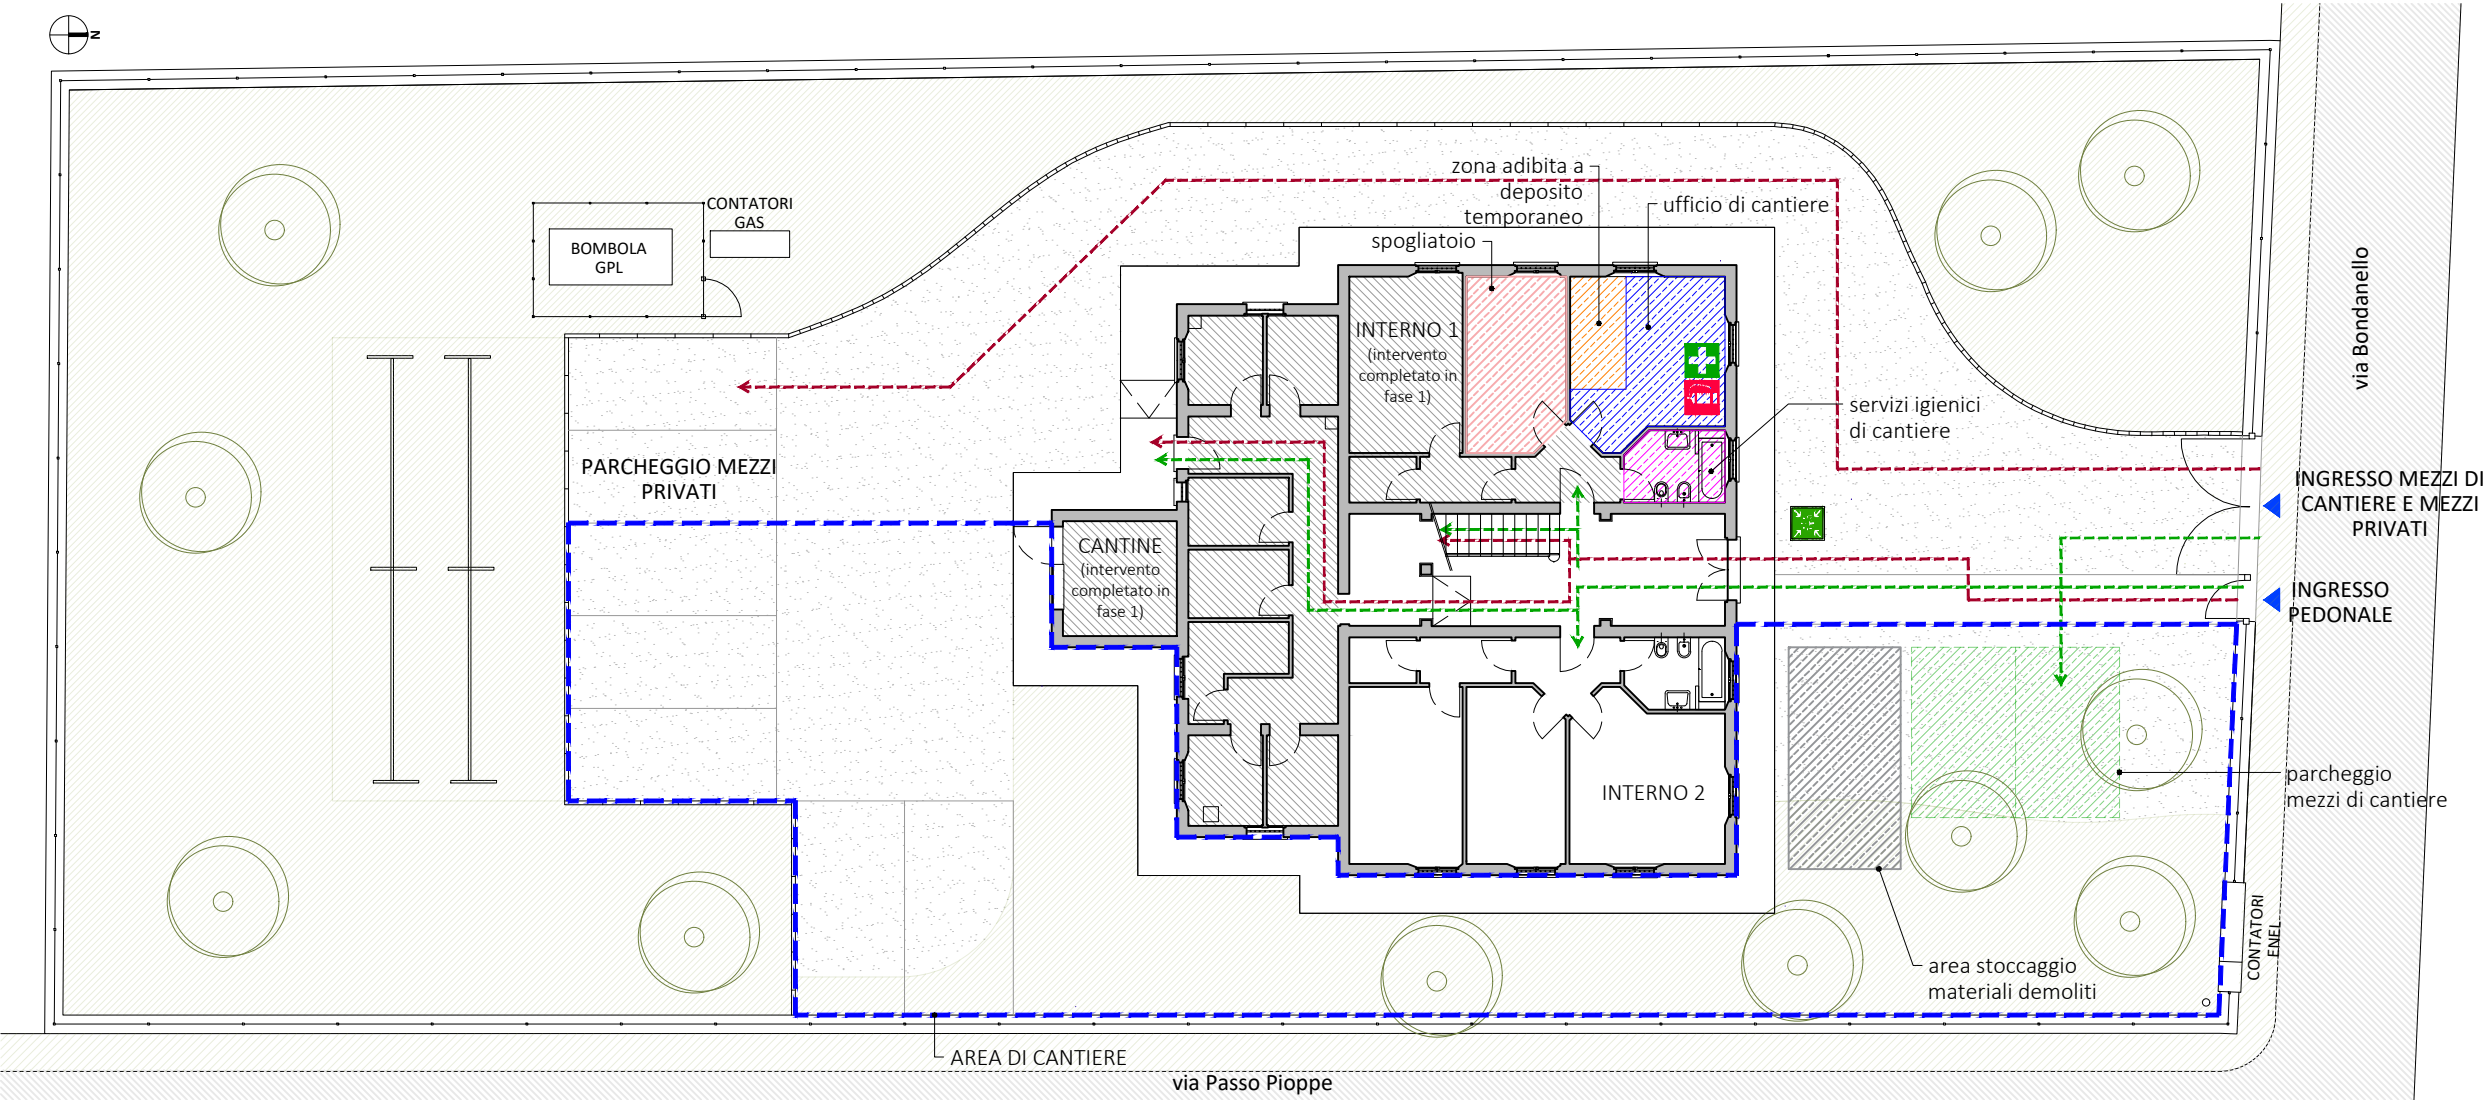 N
CONTATORI
GAS
BOMBOLA
GPL
zona adibita a
deposito
temporaneo
ufficio di cantiere
spogliatoio
INTERNO 1
(intervento
completato in
fase 1)
servizi igienici
di cantiere
via Bondanello
PARCHEGGIO MEZZI
PRIVATI
INGRESSO MEZZI DI
CANTIERE E MEZZI
PRIVATI
CANTINE
(intervento
completato in
fase 1)
INGRESSO
PEDONALE
INTERNO 2
parcheggio
mezzi di cantiere
CONTATORI
ENEL
area stoccaggio
materiali demoliti
AREA DI CANTIERE
via Passo Pioppe